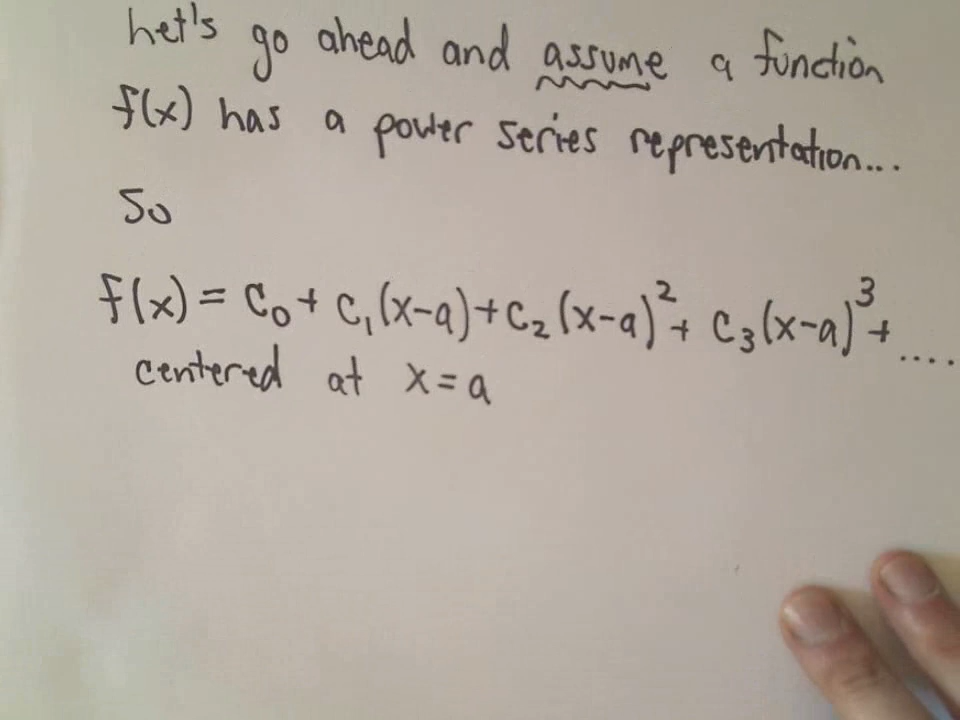 Let's go ahead and assume a function
f(x) has a power series representation...
So
f(x) = c₀ + c₁(x-a) + c₂(x-a)² + c₃(x-a)³ + ....
centered at x = a